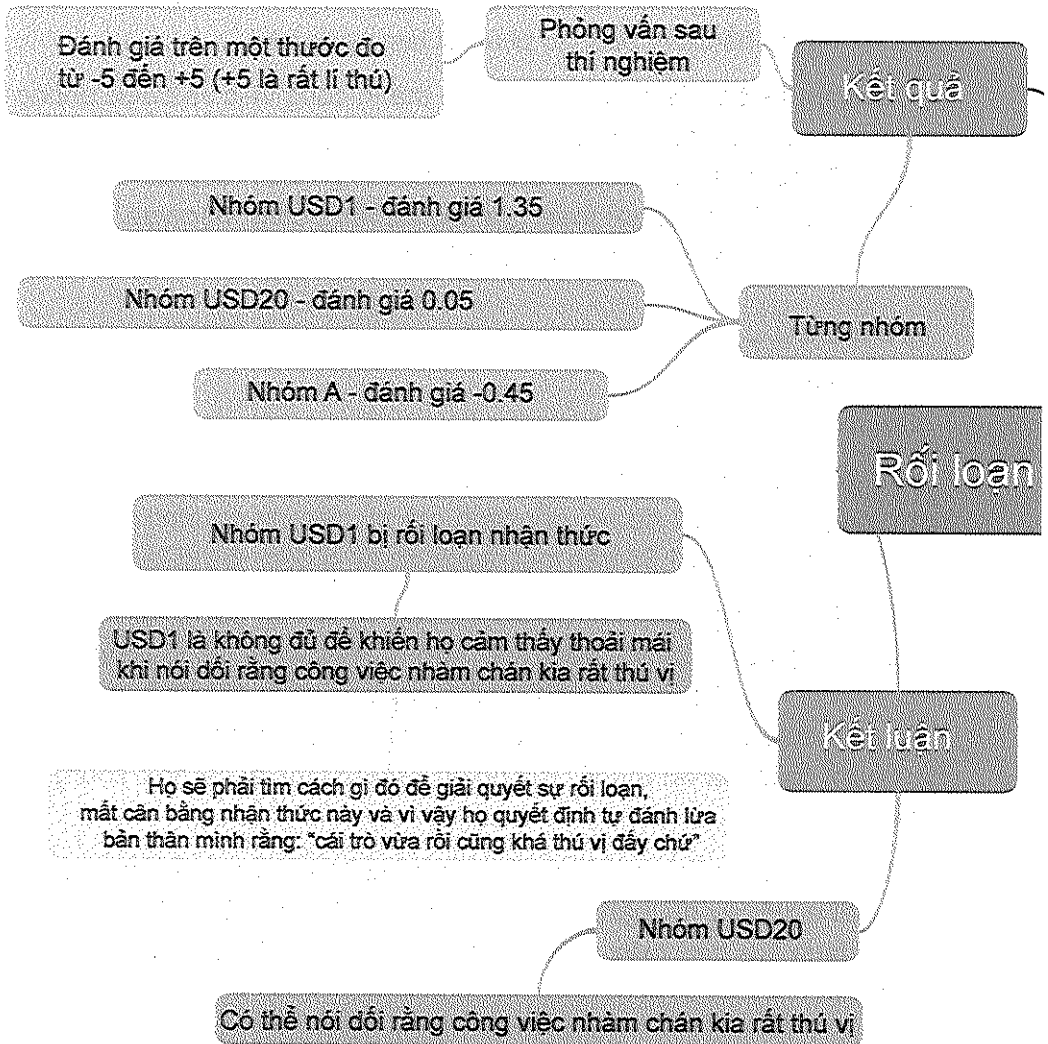 Đánh giá trên một thước đo
từ -5 đến +5 (+5 là rất lí thú)
Phỏng vấn sau
thí nghiệm
Kết quả
Nhóm USD1 - đánh giá 1.35
Nhóm USD20 - đánh giá 0.05
Từng nhóm
Nhóm A - đánh giá -0.45
Rối loạn
Nhóm USD1 bị rối loạn nhận thức
USD1 là không đủ để khiến họ cảm thấy thoải mái
khi nói dối rằng công việc nhàm chán kia rất thú vị
Kết luận
Họ sẽ phải tìm cách gì đó để giải quyết sự rối loạn,
mất cân bằng nhận thức này và vì vậy họ quyết định tự đánh lừa
bản thân mình rằng: "cái trò vừa rồi cũng khá thú vị đấy chứ"
Nhóm USD20
Có thể nói dối rằng công việc nhàm chán kia rất thú vị